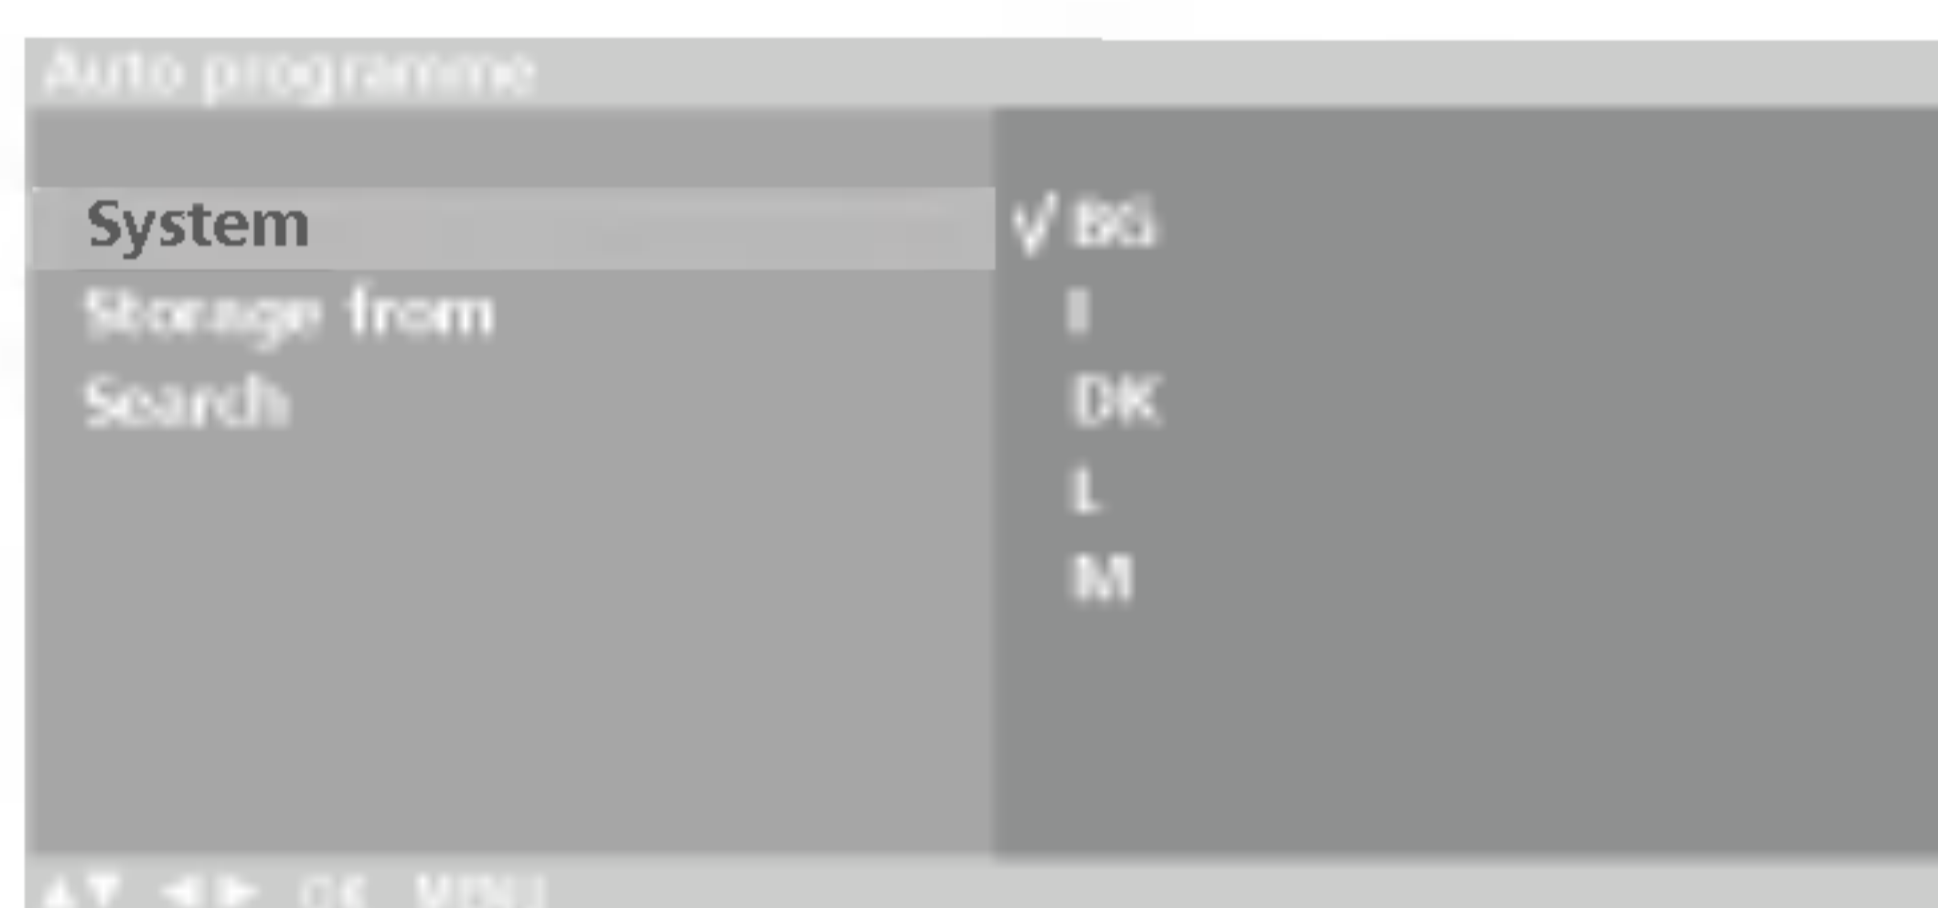 Auto programme
System
√ BG
Storage from
I
Search
DK
L
M
▲▼ ◀▶ OK MENU